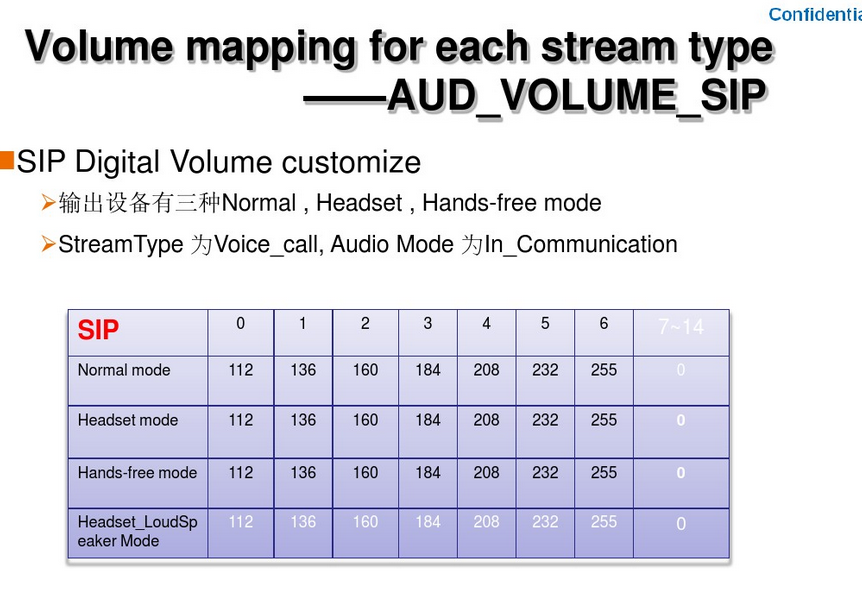 Confidentia
Volume mapping for each stream type
——AUD_VOLUME_SIP
SIP Digital Volume customize
输出设备有三种Normal , Headset , Hands-free mode
StreamType 为Voice_call, Audio Mode 为In_Communication
SIP 0 1 2 3 4 5 6 7~14
Normal mode 112 136 160 184 208 232 255 0
Headset mode 112 136 160 184 208 232 255 0
Hands-free mode 112 136 160 184 208 232 255 0
Headset_LoudSp 112 136 160 184 208 232 255 0
eaker Mode